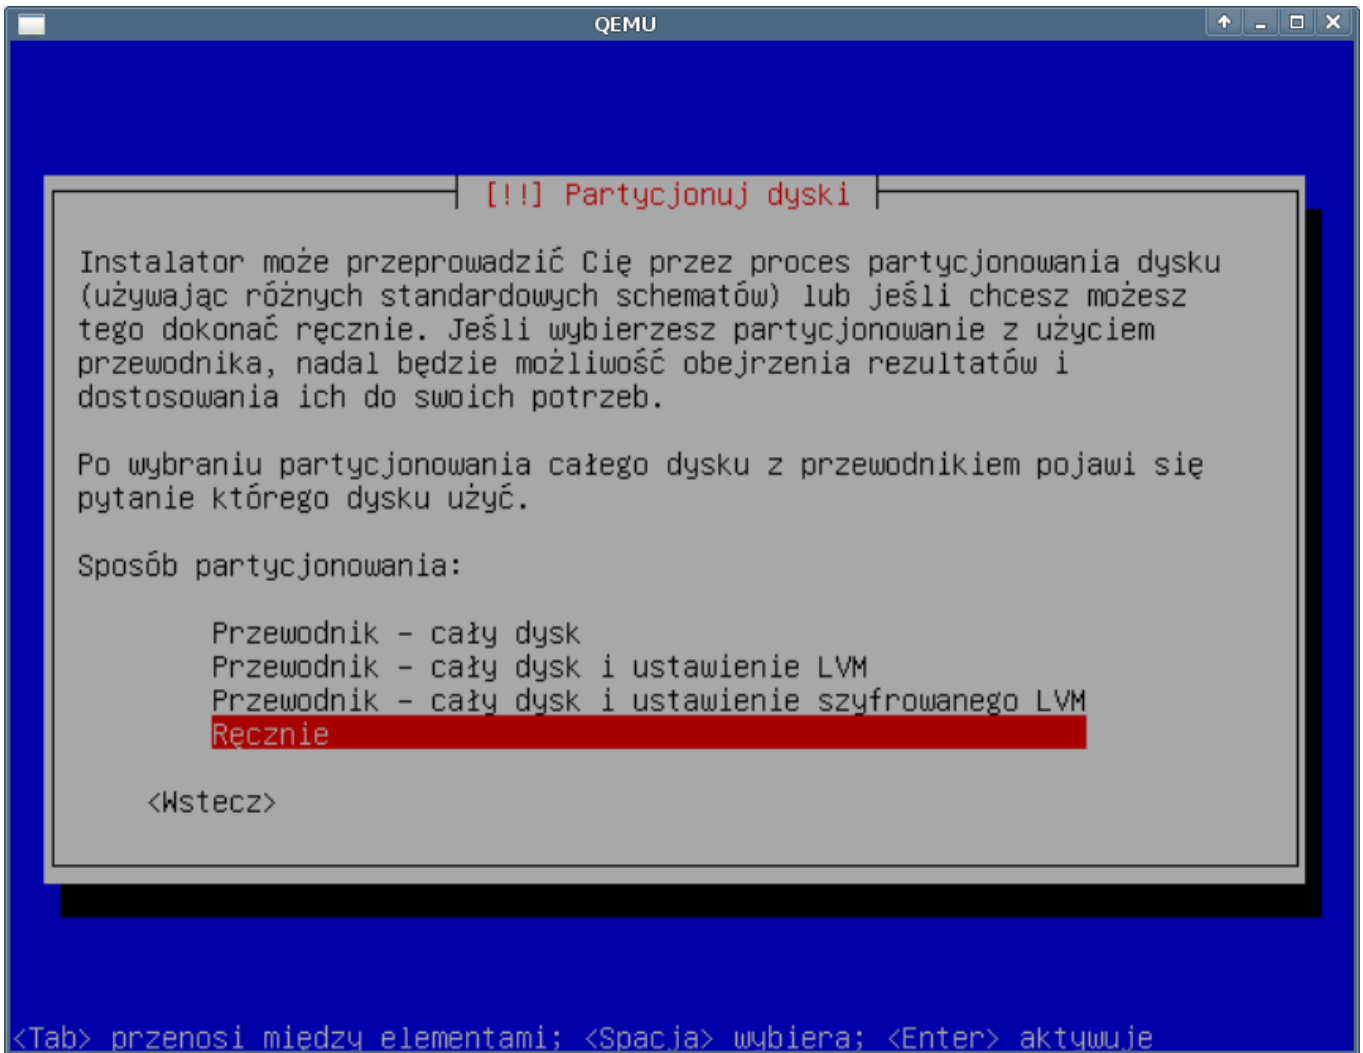 QEMU
[!!] Partycjonuj dyski
Instalator może przeprowadzić Cię przez proces partycjonowania dysku
(używając różnych standardowych schematów) lub jeśli chcesz możesz
tego dokonać ręcznie. Jeśli wybierzesz partycjonowanie z użyciem
przewodnika, nadal będzie możliwość obejrzenia rezultatów i
dostosowania ich do swoich potrzeb.
Po wybraniu partycjonowania całego dysku z przewodnikiem pojawi się
pytanie którego dysku użyć.
Sposób partycjonowania:
Przewodnik – cały dysk
Przewodnik – cały dysk i ustawienie LVM
Przewodnik – cały dysk i ustawienie szyfrowanego LVM
Ręcznie
<Wstecz>
<Tab> przenosi między elementami; <Spacja> wybiera; <Enter> aktywuje